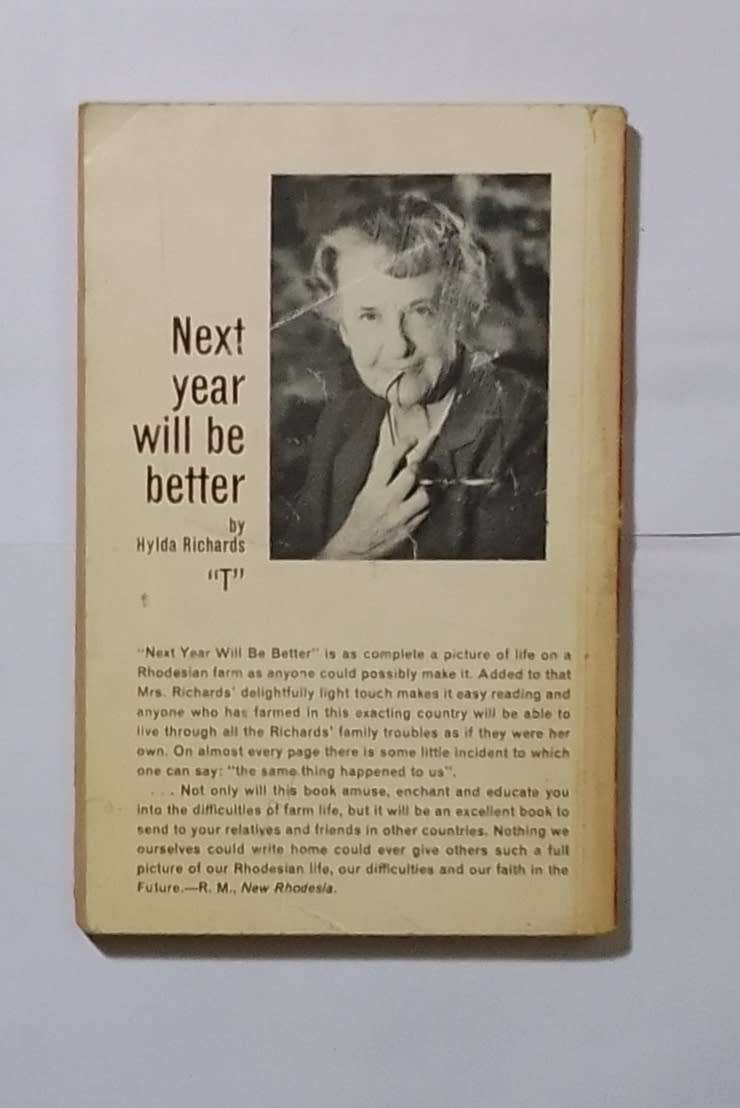 Next
year
will be
better
by
Hylda Richards
“T”
“Next Year Will Be Better” is as complete a picture of life on a
Rhodesian farm as anyone could possibly make it. Added to that
Mrs. Richards’ delightfully light touch makes it easy reading and
anyone who has farmed in this exacting country will be able to
live through all the Richards’ family troubles as if they were her
own. On almost every page there is some little incident to which
one can say: “the same thing happened to us”.
. . . Not only will this book amuse, enchant and educate you
into the difficulties of farm life, but it will be an excellent book to
send to your relatives and friends in other countries. Nothing we
ourselves could write home could ever give others such a full
picture of our Rhodesian life, our difficulties and our faith in the
Future.—R. M., New Rhodesia.